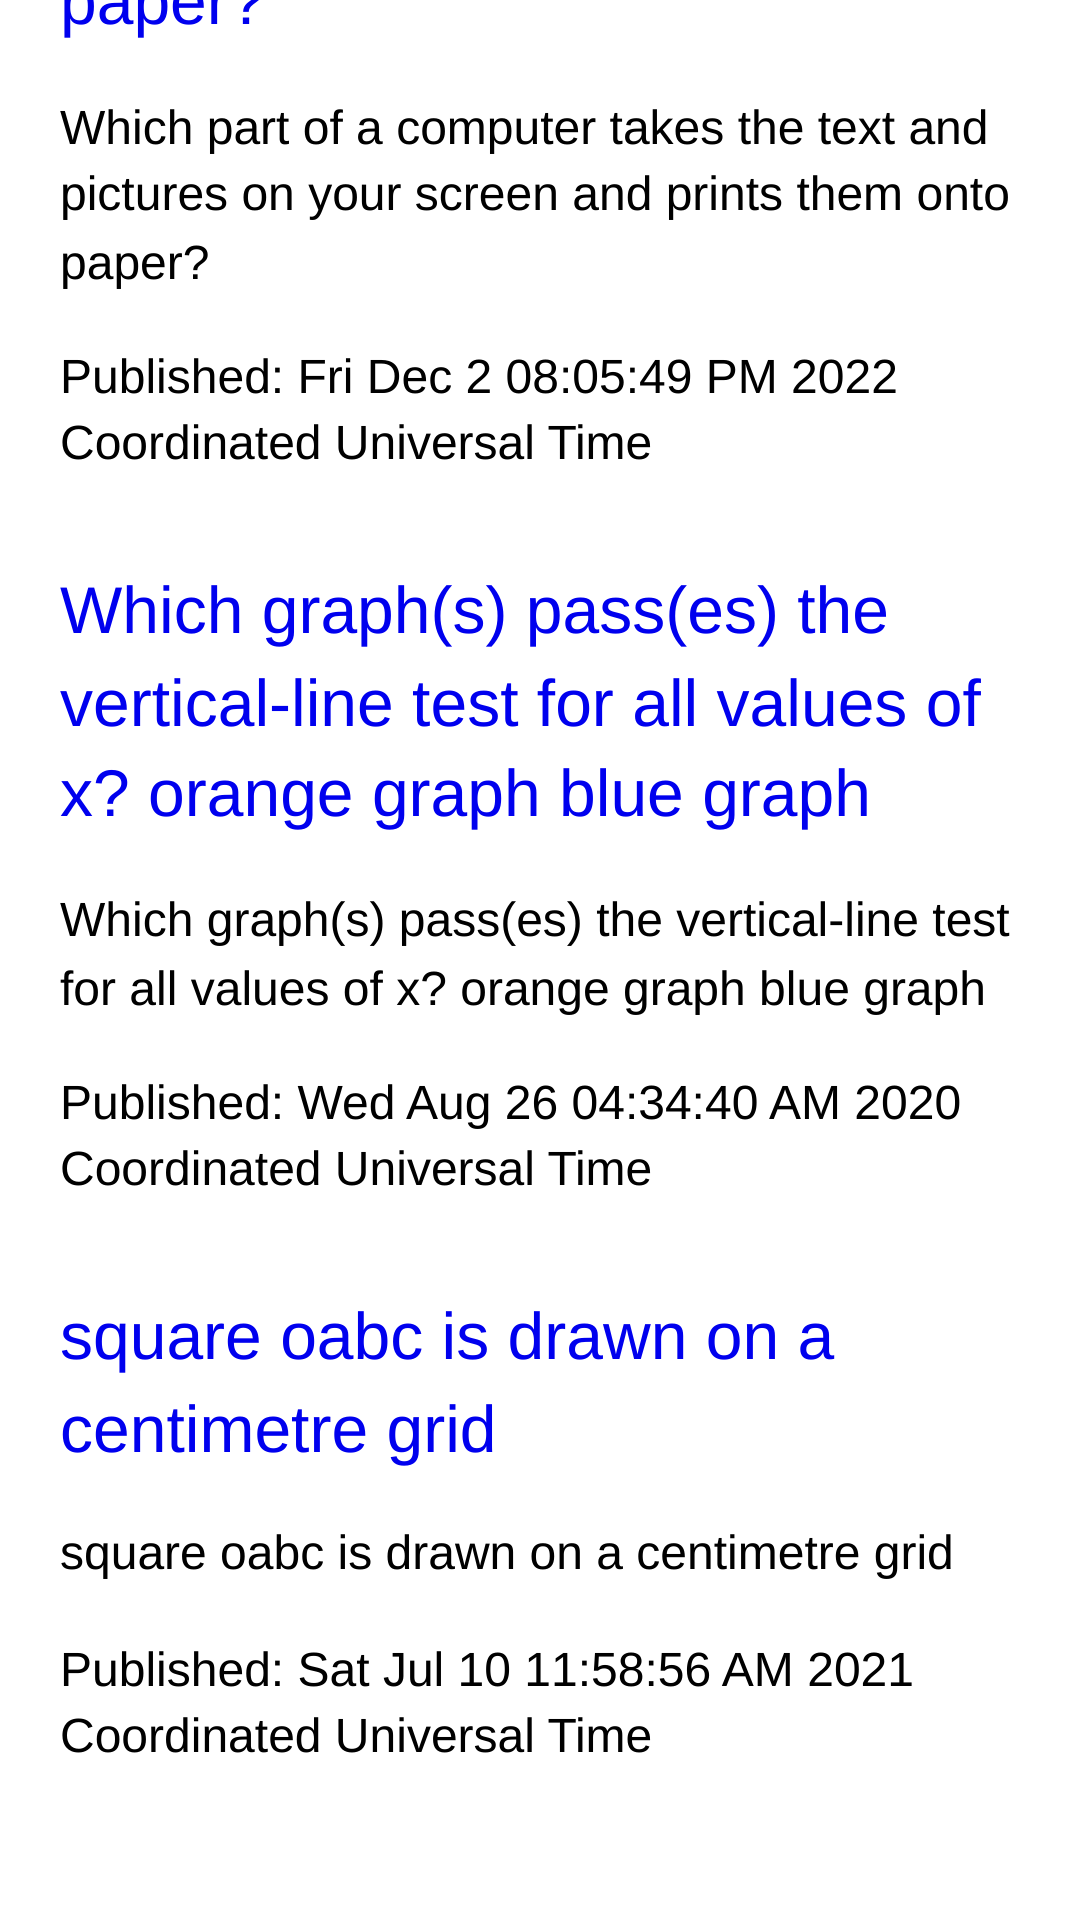 paper?
Which part of a computer takes the text and
pictures on your screen and prints them onto
paper?
Published: Fri Dec 2 08:05:49 PM 2022
Coordinated Universal Time
Which graph(s) pass(es) the
vertical-line test for all values of
x? orange graph blue graph
Which graph(s) pass(es) the vertical-line test
for all values of x? orange graph blue graph
Published: Wed Aug 26 04:34:40 AM 2020
Coordinated Universal Time
square oabc is drawn on a
centimetre grid
square oabc is drawn on a centimetre grid
Published: Sat Jul 10 11:58:56 AM 2021
Coordinated Universal Time